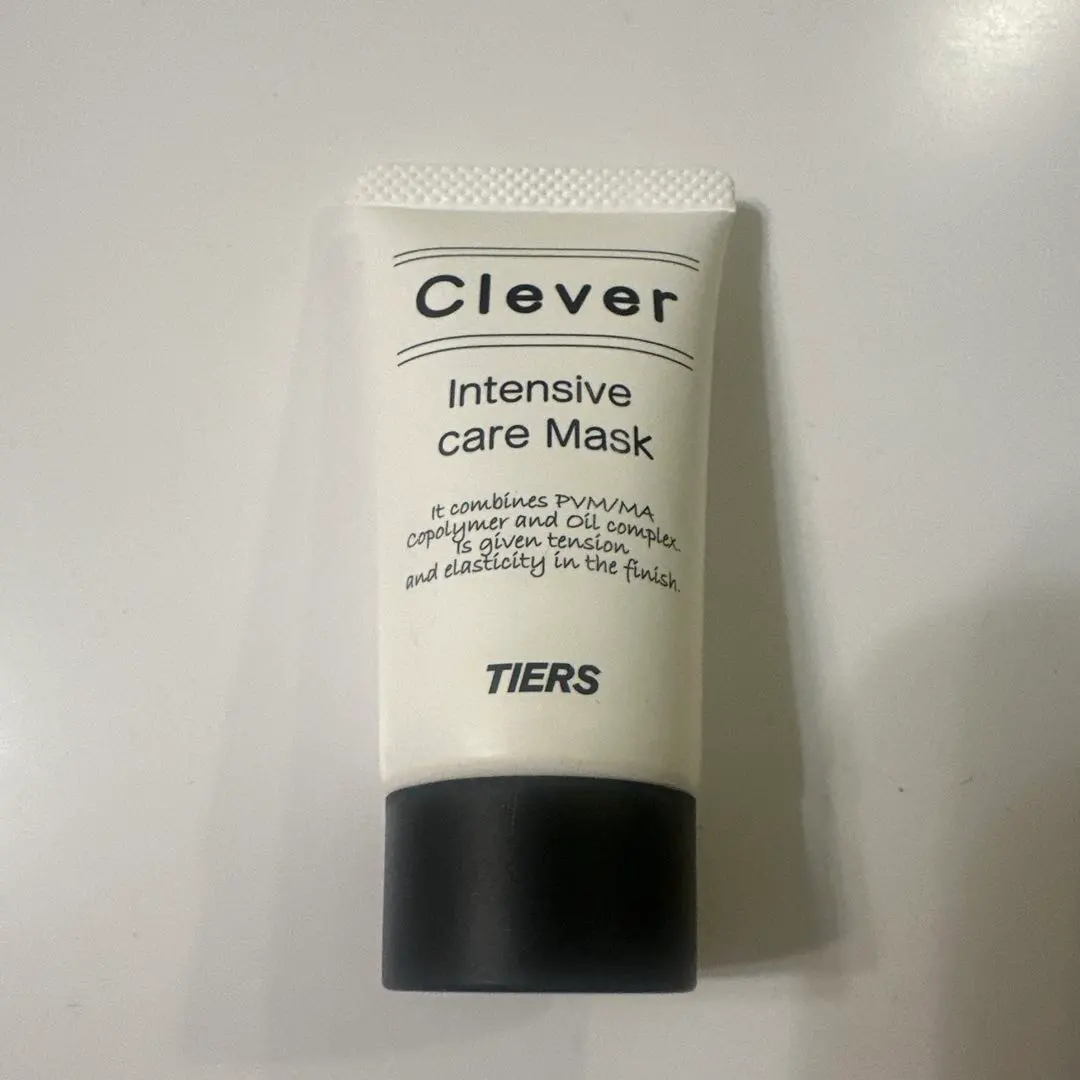 Clever
Intensive
care Mask
It combines PVM/MA
Copolymer and Oil complex.
Is given tension
and elasticity in the finish.
TIERS